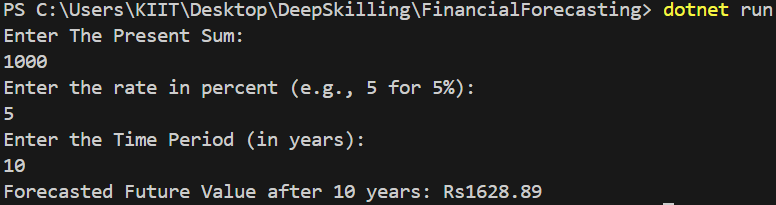 PS C:\Users\KIIT\Desktop\DeepSkilling\FinancialForecasting> dotnet run
Enter The Present Sum:
1000
Enter the rate in percent (e.g., 5 for 5%):
5
Enter the Time Period (in years):
10
Forecasted Future Value after 10 years: Rs1628.89